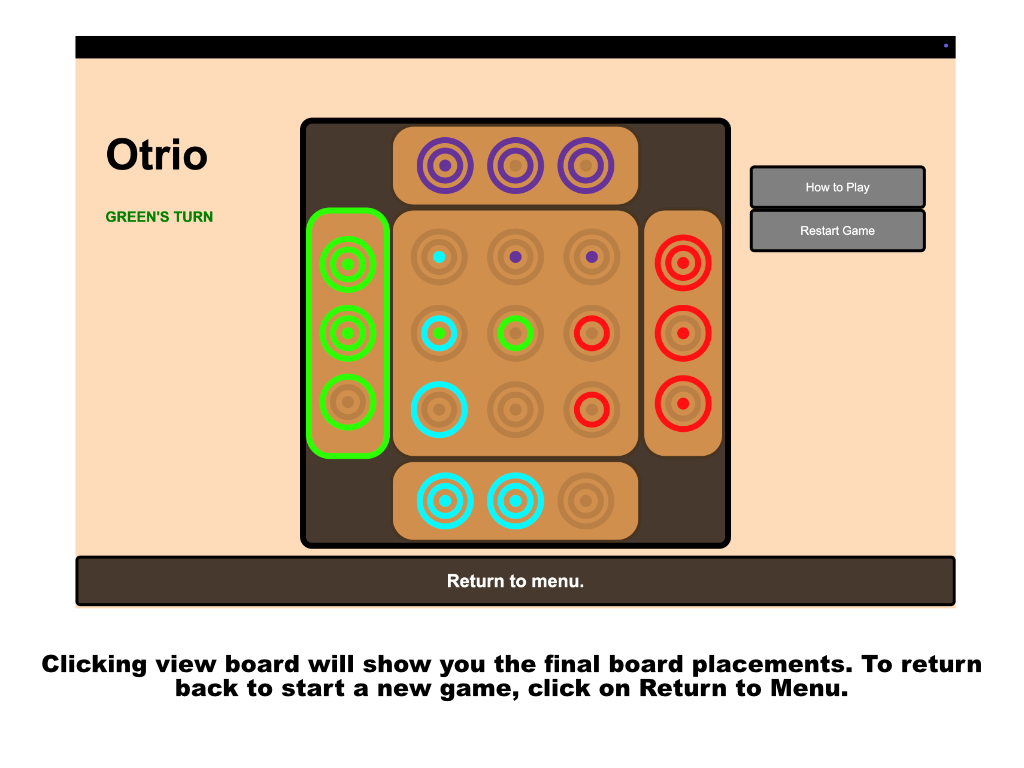 Otrio
GREEN'S TURN
How to Play
Restart Game
Return to menu.
Clicking view board will show you the final board placements. To return
back to start a new game, click on Return to Menu.